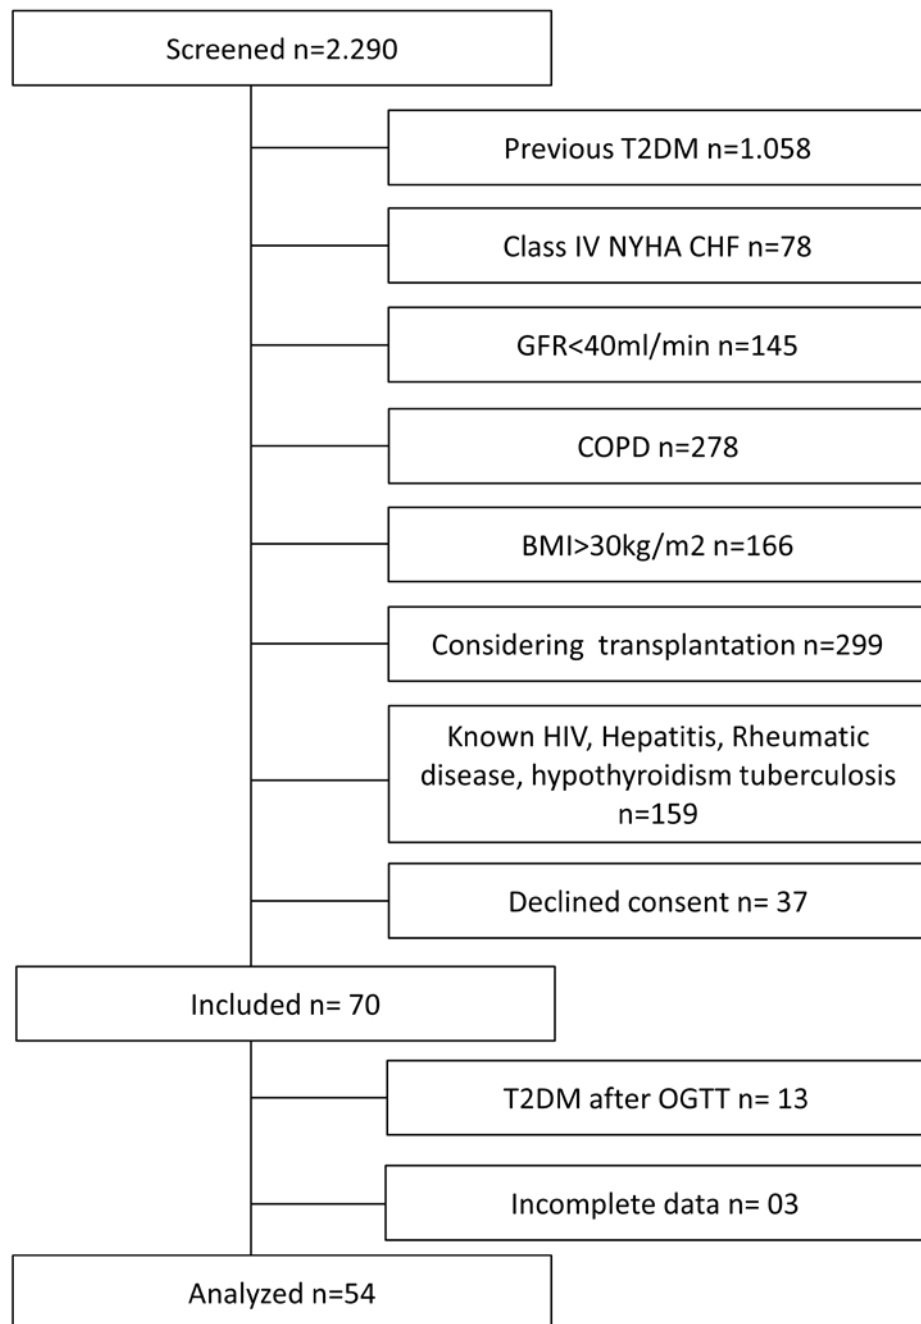 Screened n=2.290
Previous T2DM n=1.058
Class IV NYHA CHF n=78
GFR<40ml/min n=145
COPD n=278
BMI>30kg/m2 n=166
Considering  transplantation n=299
Known HIV, Hepatitis, Rheumatic
disease, hypothyroidism tuberculosis
n=159
Declined consent n= 37
Included n= 70
T2DM after OGTT n= 13
Incomplete data n= 03
Analyzed n=54